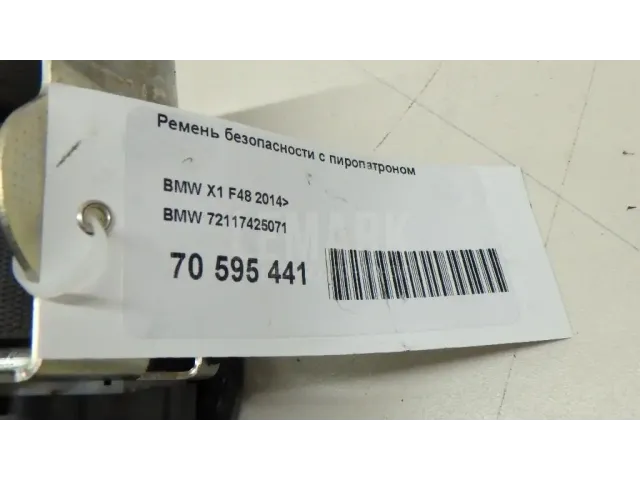 Ремень безопасности с пиропатроном
BMW X1 F48 2014>
BMW 72117425071
70 595 441